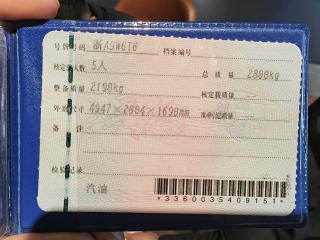 号牌号码 浙A9W6T6 档案编号
核定载人数 5人 总质量 2800kg
整备质量 2150kg 核定载质量
外廓尺寸 4947×2004×1690mm 准牵引总质量
备注
检验记录
汽油
*3360035409151*